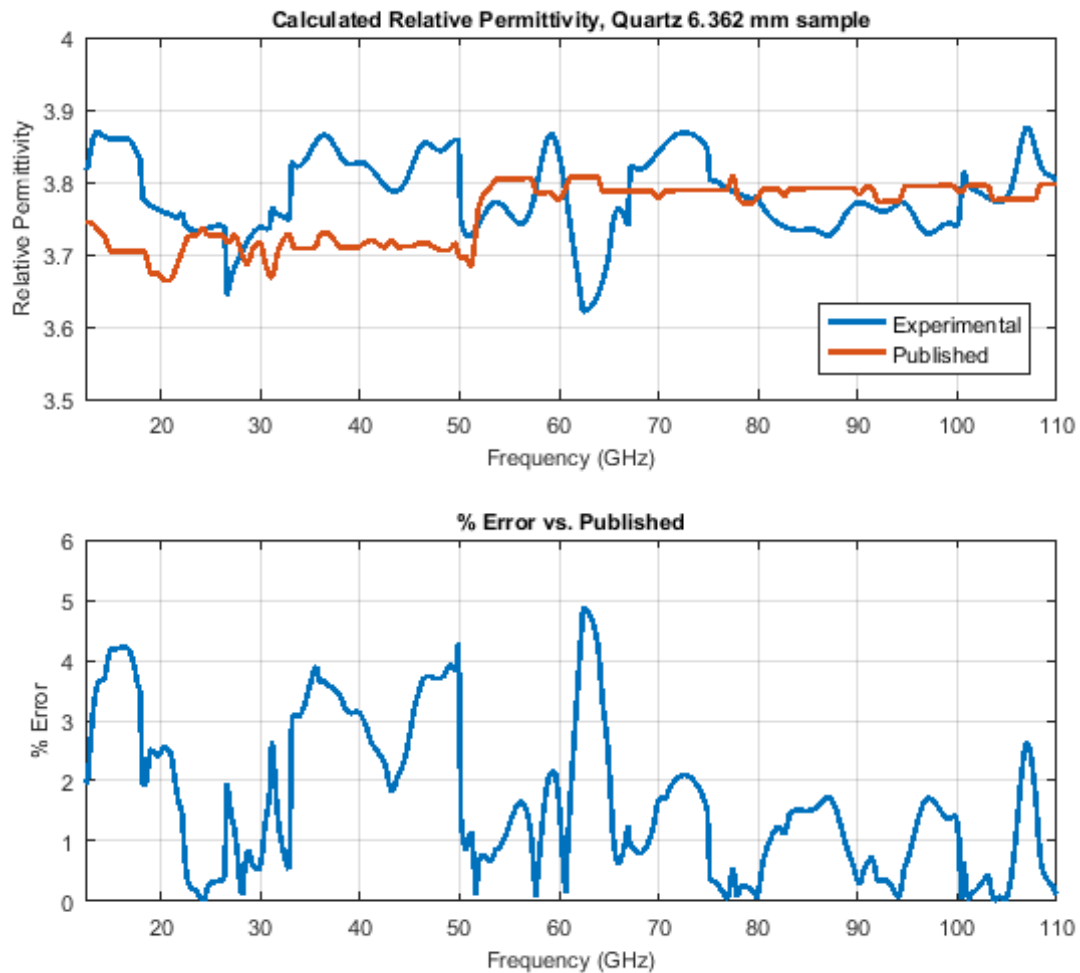 Calculated Relative Permittivity, Quartz 6.362 mm sample
4
3.9
3.8
3.7
3.6
3.5
Relative Permittivity
Experimental
Published
20 30 40 50 60 70 80 90 100 110
Frequency (GHz)
% Error vs. Published
6
5
4
3
2
1
0
% Error
20 30 40 50 60 70 80 90 100 110
Frequency (GHz)